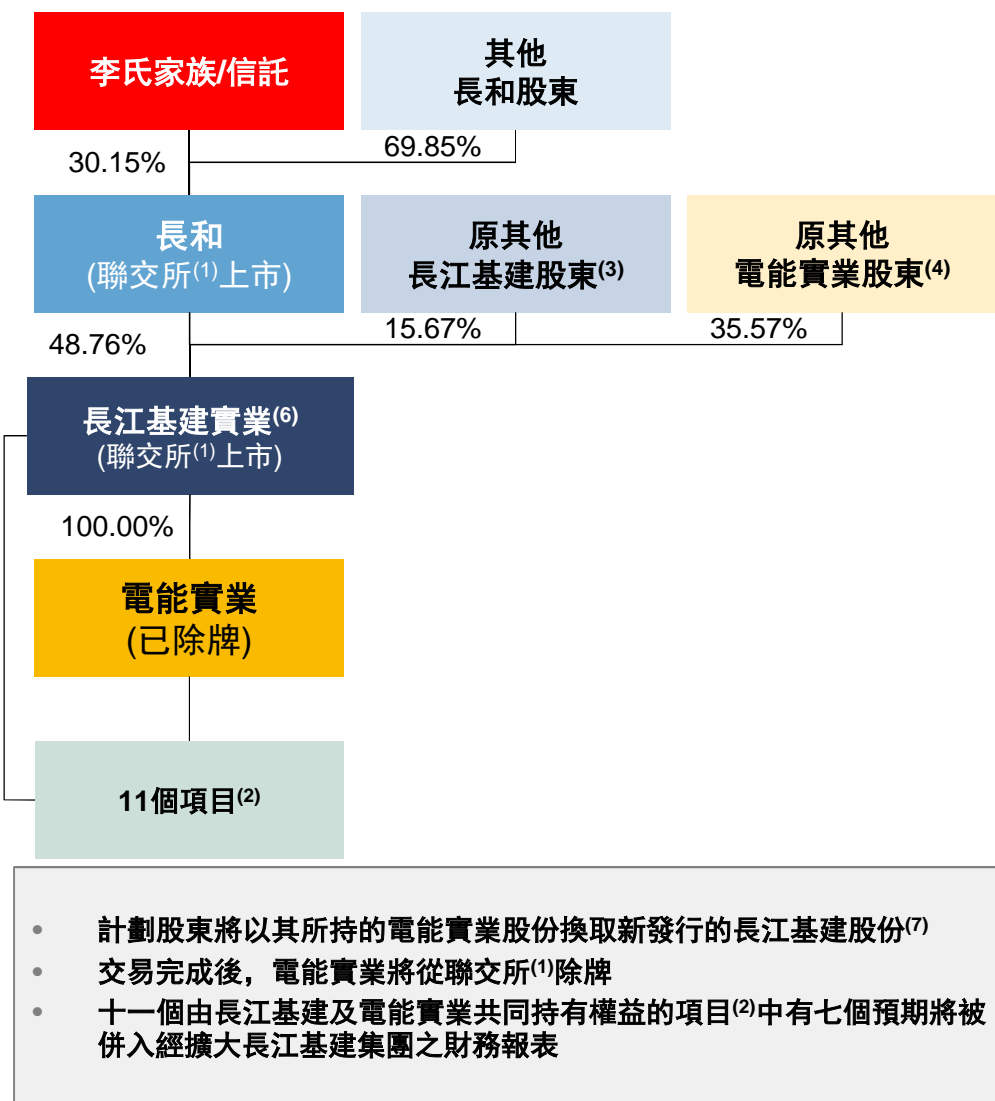 李氏家族/信託
其他
長和股東
30.15%
69.85%
長和
(聯交所(1)上市)
原其他
長江基建股東(3)
原其他
電能實業股東(4)
48.76%
15.67%
35.57%
長江基建實業(6)
(聯交所(1)上市)
100.00%
電能實業
(已除牌)
11個項目(2)
• 計劃股東將以其所持的電能實業股份換取新發行的長江基建股份(7)
• 交易完成後，電能實業將從聯交所(1)除牌
• 十一個由長江基建及電能實業共同持有權益的項目(2)中有七個預期將被
併入經擴大長江基建集團之財務報表